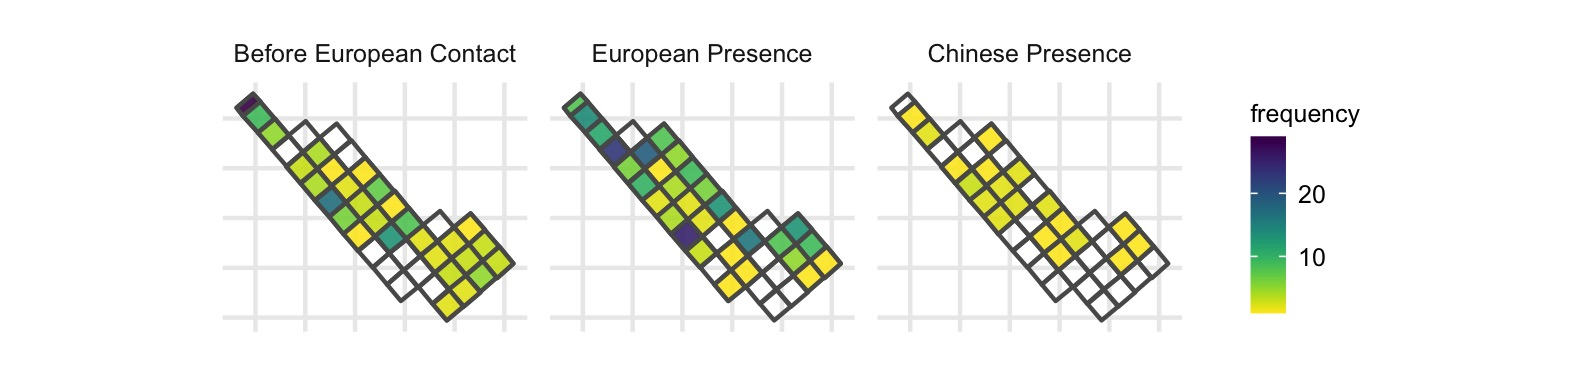 Before European Contact
European Presence
Chinese Presence
frequency
20
10